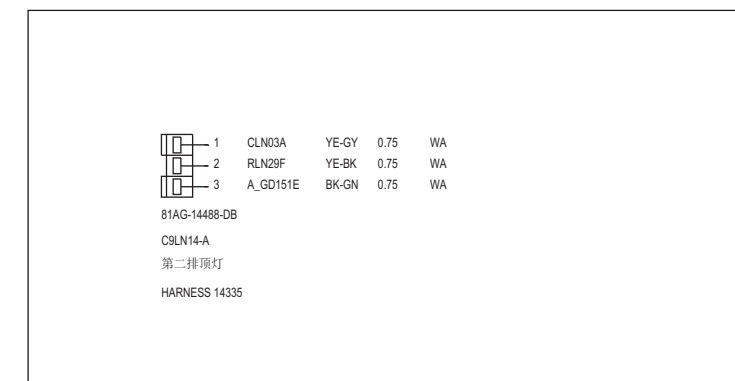 1 CLN03A YE-GY 0.75 WA
2 RLN29F YE-BK 0.75 WA
3 A_GD151E BK-GN 0.75 WA
81AG-14488-DB
C9LN14-A
第二排顶灯
HARNESS 14335